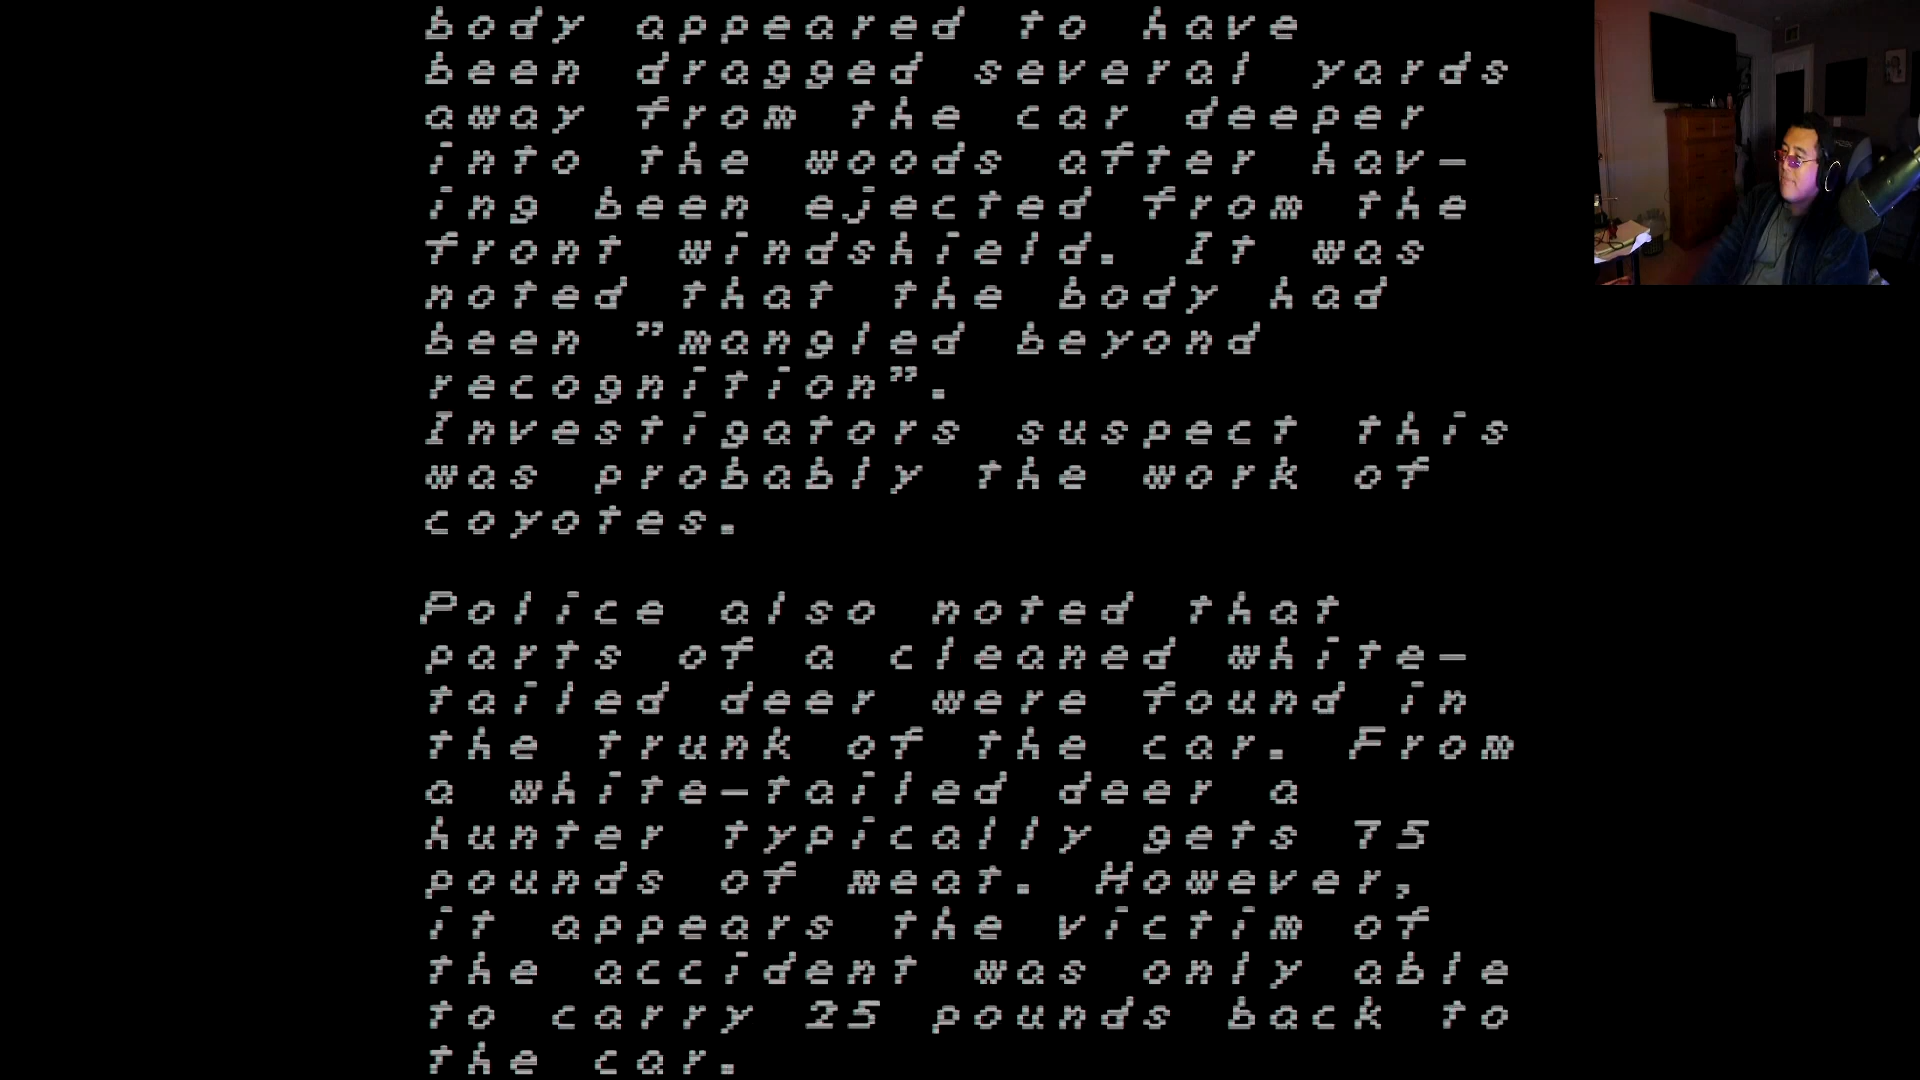 body appeared to have
been dragged several yards
away from the car deeper
into the woods after hav-
ing been ejected from the
front windshield. It was
noted that the body had
been "mangled beyond
recognition".
Investigators suspect this
was probably the work of
coyotes.
Police also noted that
parts of a cleaned white-
tailed deer were found in
the trunk of the car. From
a white-tailed deer a
hunter typically gets 75
pounds of meat. However,
it appears the victim of
the accident was only able
to carry 25 pounds back to
the car.